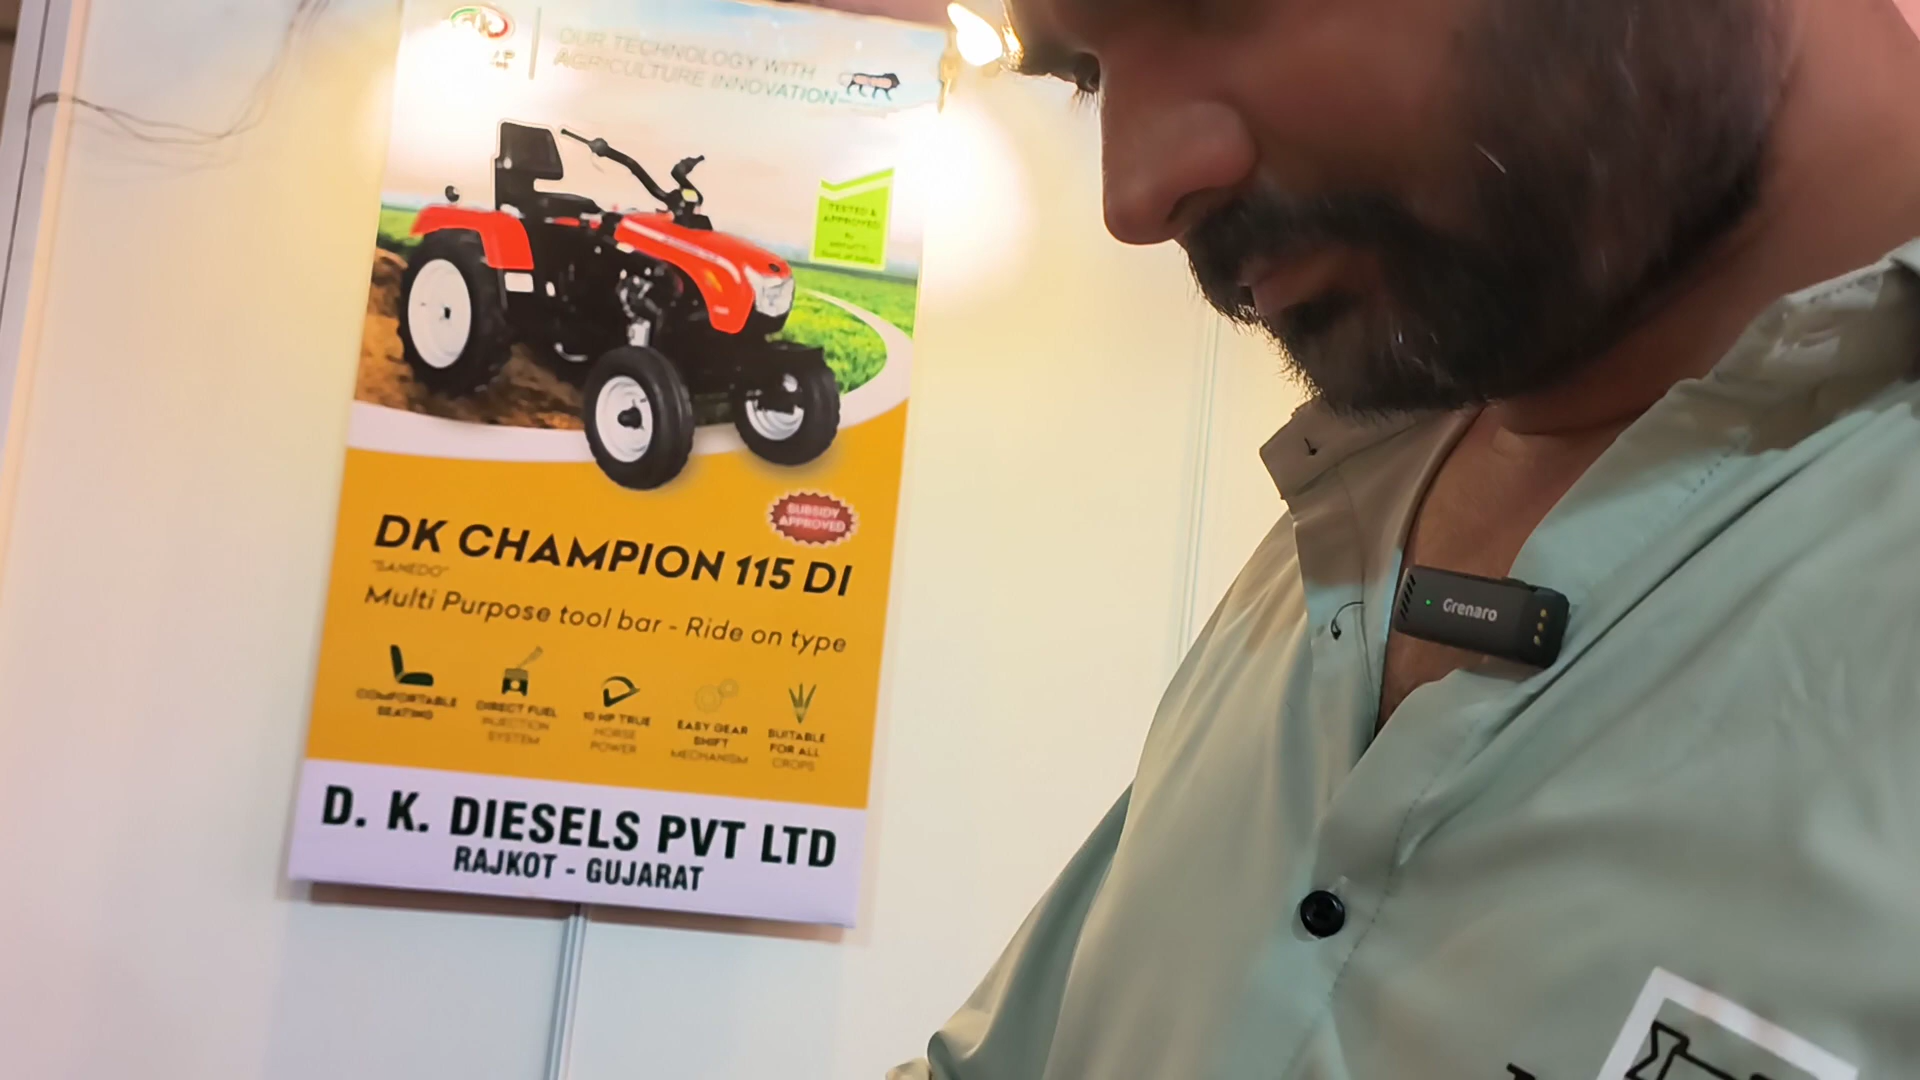 OUR TECHNOLOGY WITH
AGRICULTURE INNOVATION
TESTED &
APPROVED
SUBSIDY
APPROVED
DK CHAMPION 115 DI
"SANEDO"
Multi Purpose tool bar - Ride on type
COMFORTABLE
SEATING
DIRECT FUEL
INJECTION
SYSTEM
10 HP TRUE
HORSE
POWER
EASY GEAR
SHIFT
MECHANISM
SUITABLE
FOR ALL
CROPS
D. K. DIESELS PVT LTD
RAJKOT - GUJARAT
Grenaro